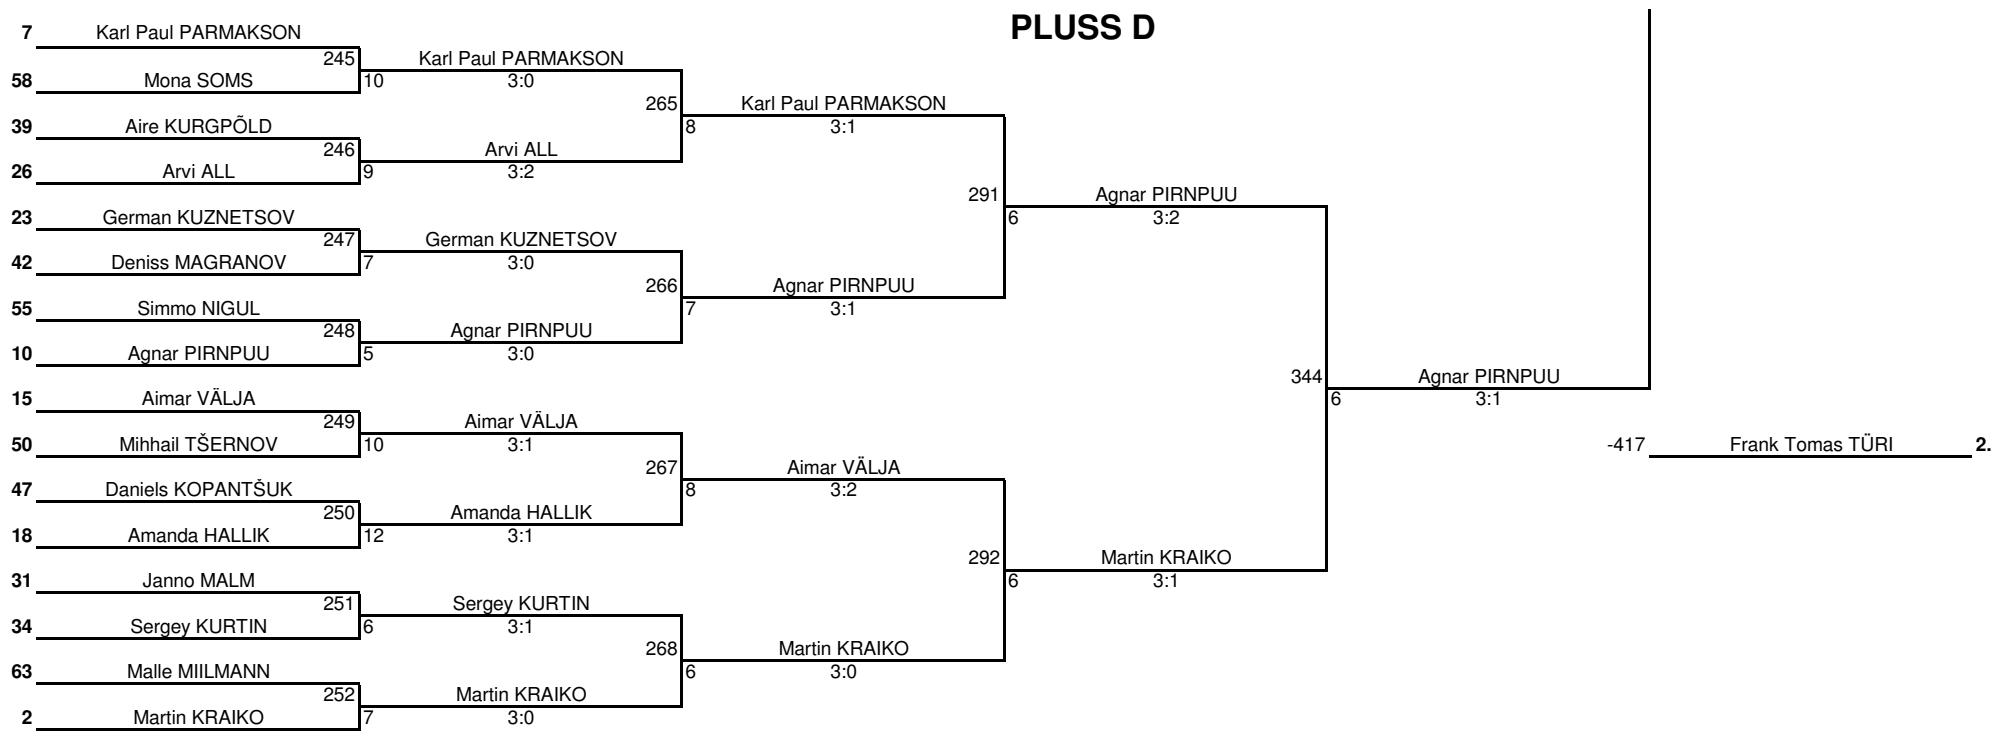 PLUSS D
7 Karl Paul PARMAKSON
245 Karl Paul PARMAKSON
58 Mona SOMS 10 3:0
265 Karl Paul PARMAKSON
39 Aire KURGPÕLD 8 3:1
246 Arvi ALL
26 Arvi ALL 9 3:2
291 Agnar PIRNPUU
23 German KUZNETSOV 6 3:2
247 German KUZNETSOV
42 Deniss MAGRANOV 7 3:0
266 Agnar PIRNPUU
55 Simmo NIGUL 7 3:1
248 Agnar PIRNPUU
10 Agnar PIRNPUU 5 3:0
344 Agnar PIRNPUU
15 Aimar VÄLJA 6 3:1
249 Aimar VÄLJA
50 Mihhail TŠERNOV 10 3:1 -417 Frank Tomas TÜRI 2.
267 Aimar VÄLJA
47 Daniels KOPANTŠUK 8 3:2
250 Amanda HALLIK
18 Amanda HALLIK 12 3:1
292 Martin KRAIKO
31 Janno MALM 6 3:1
251 Sergey KURTIN
34 Sergey KURTIN 6 3:1
268 Martin KRAIKO
63 Malle MIILMANN 6 3:0
252 Martin KRAIKO
2 Martin KRAIKO 7 3:0